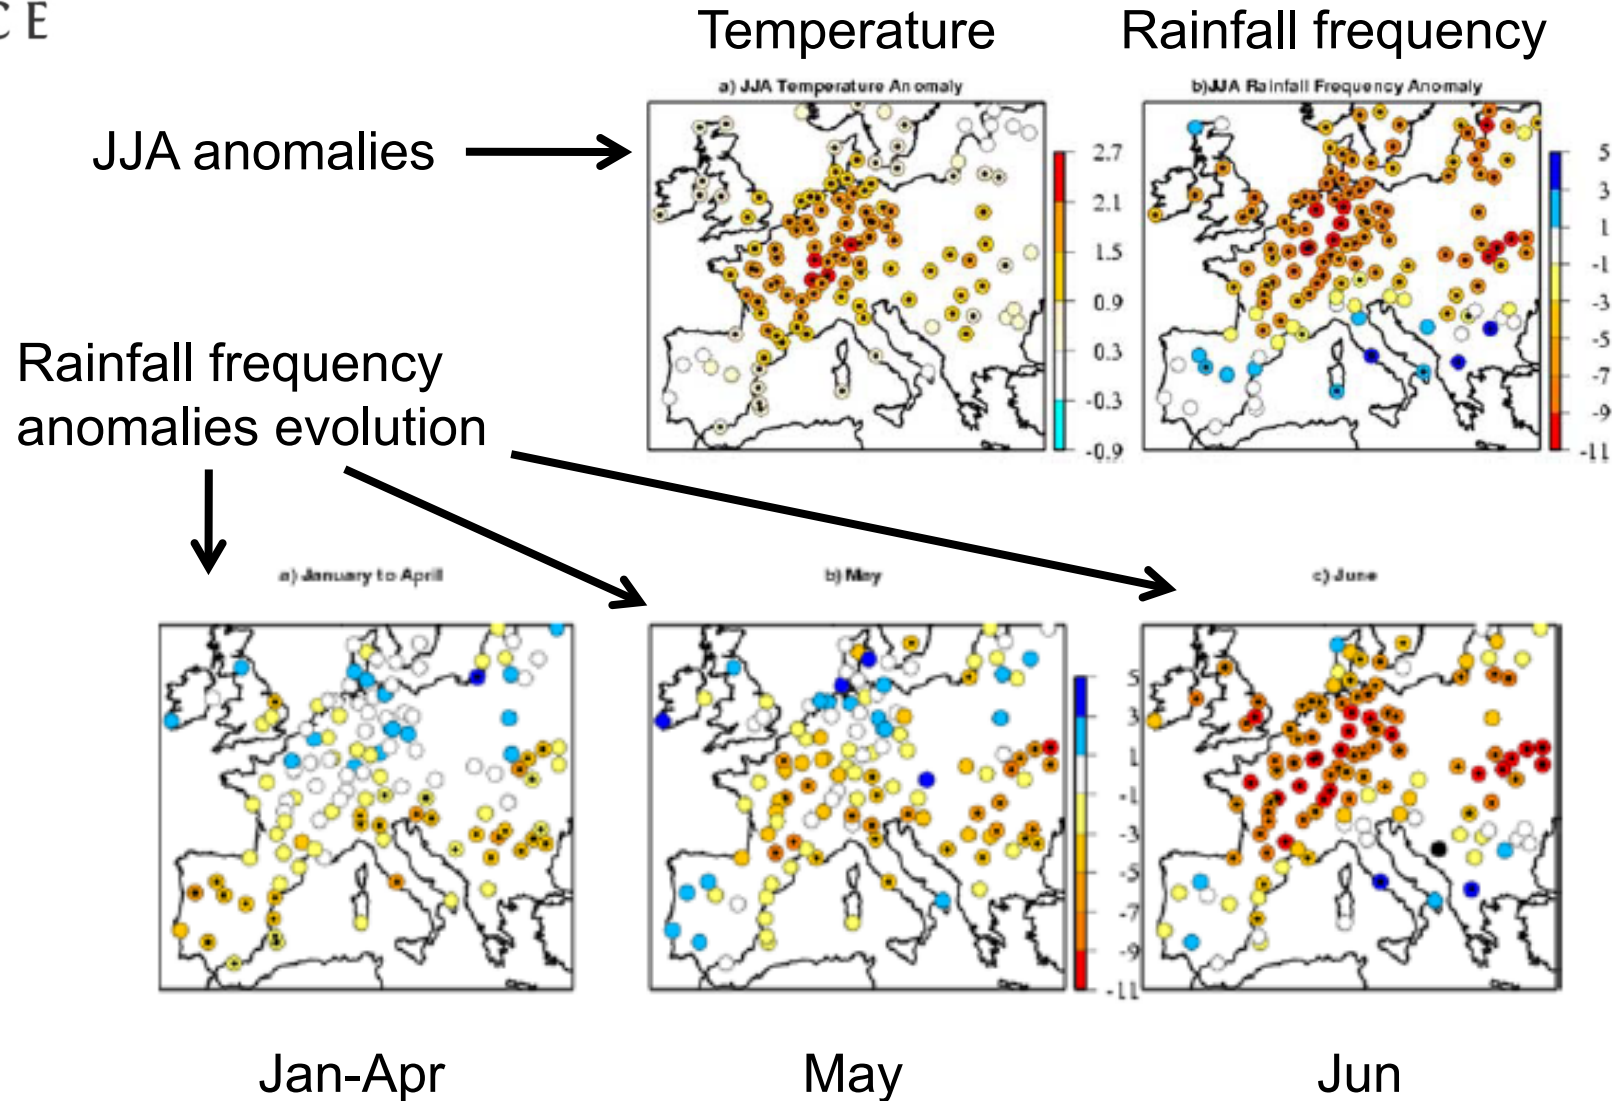 C E
Temperature
Rainfall frequency
a) JJA Temperature Anomaly
b)JJA Rainfall Frequency Anomaly
JJA anomalies
2.7
2.1
1.5
0.9
0.3
-0.3
-0.9
5
3
1
-1
-3
-5
-7
-9
-11
Rainfall frequency
anomalies evolution
a) January to April
b) May
c) June
5
3
1
-1
-3
-5
-7
-9
-11
Jan-Apr
May
Jun